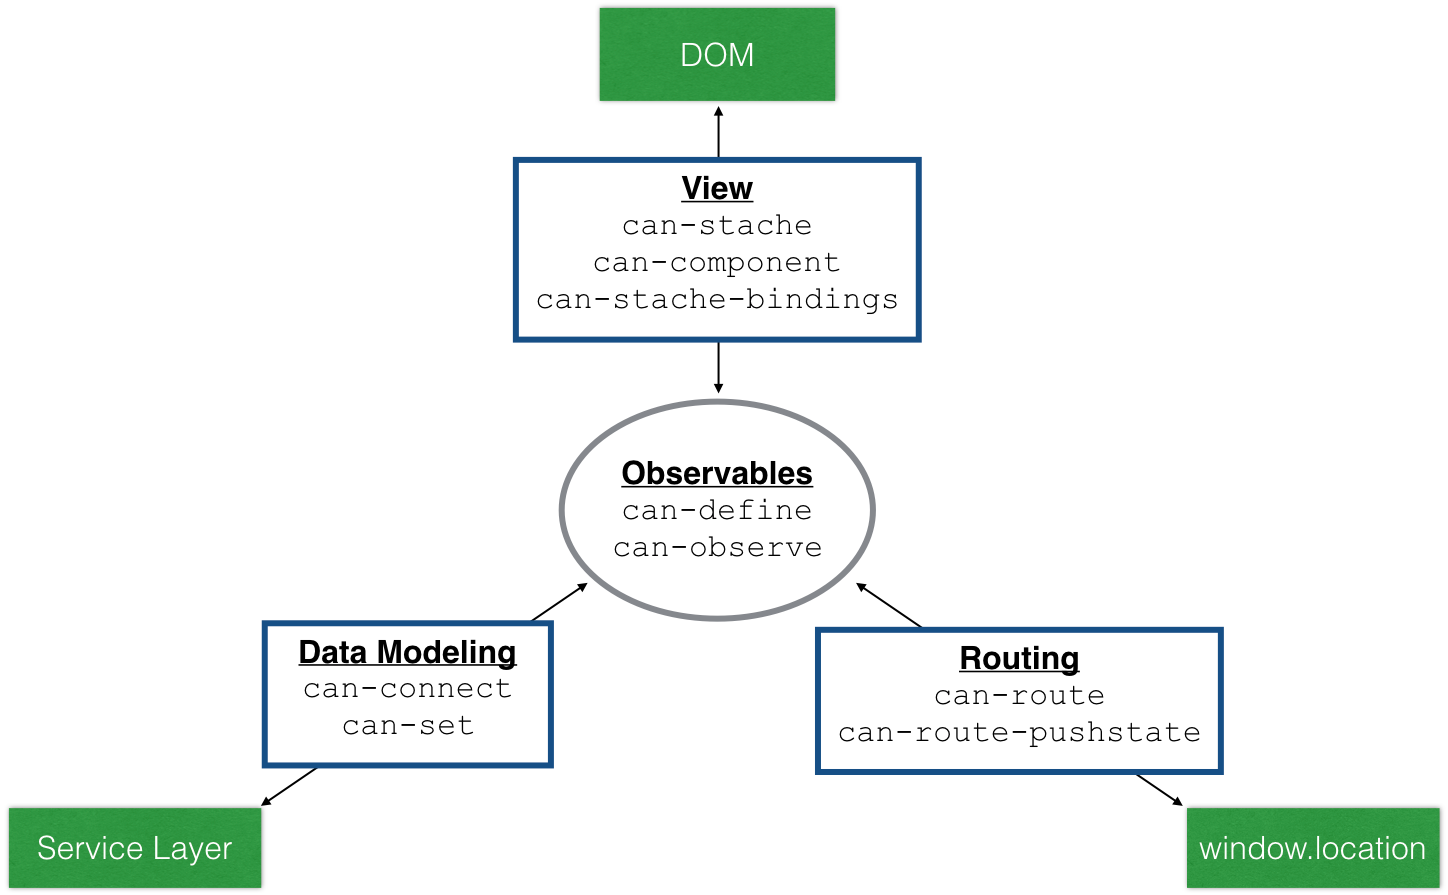 DOM
View
can-stache
can-component
can-stache-bindings
Observables
can-define
can-observe
Data Modeling
can-connect
can-set
Routing
can-route
can-route-pushstate
Service Layer
window.location